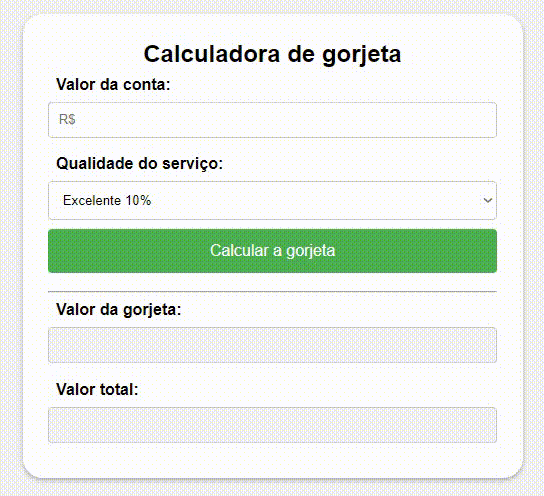 Calculadora de gorjeta
Valor da conta:
R$
Qualidade do serviço:
Excelente 10%
Calcular a gorjeta
Valor da gorjeta:
Valor total: